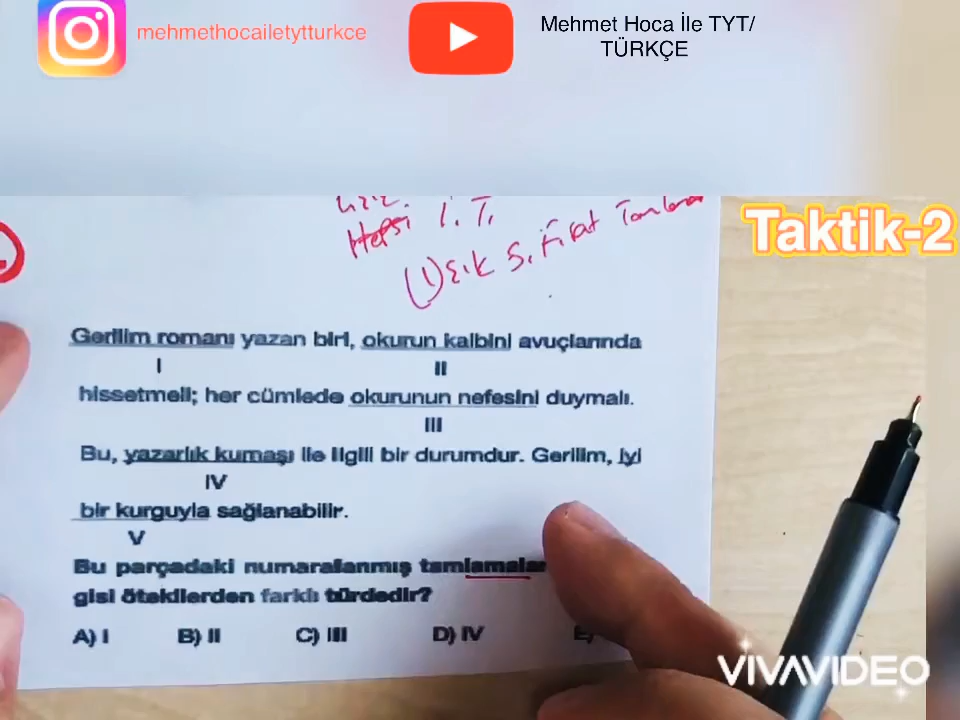 mehmethocailetytturkce
Mehmet Hoca İle TYT/
TÜRKÇE
Taktik-2
Hepsi İ.T.
(1) S. Fiat
Gerilim romanı yazan biri, okurun kalbini avuçlarında
I II
hissetmeli; her cümlede okurunun nefesini duymalı.
III
Bu, yazarlık kumaşı ile ilgili bir durumdur. Gerilim, iyi
IV
bir kurguyla sağlanabilir.
V
Bu parçadaki numaralanmış tamlamalar
gisi ötekilerden farklı türdedir?
A) I B) II C) III D) IV E)
VIVAVIDEO